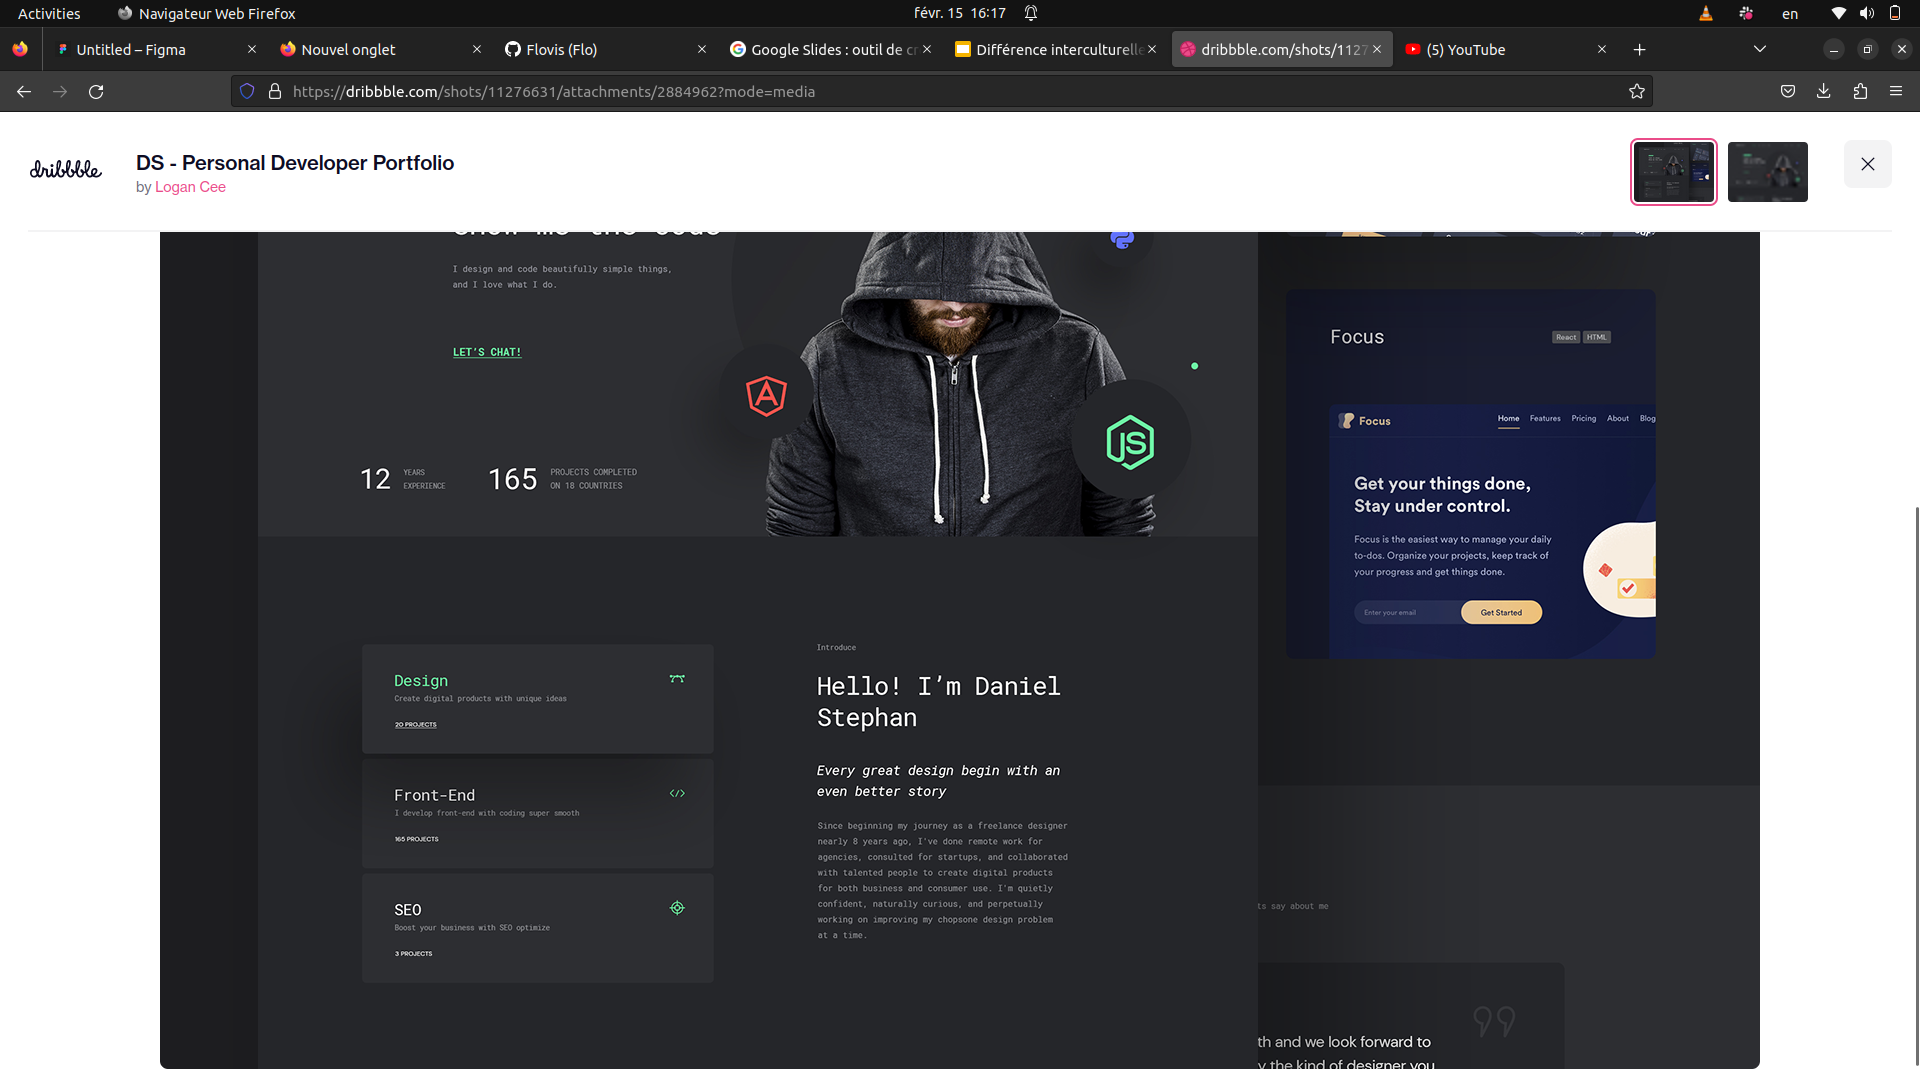 Activities
Navigateur Web Firefox
févr. 15 16:17
en
Untitled – Figma
Nouvel onglet
Flovis (Flo)
Google Slides : outil de cr
Différence interculturelle
dribbble.com/shots/1127
(5) YouTube
https://dribbble.com/shots/11276631/attachments/2884962?mode=media
dribbble
DS - Personal Developer Portfolio
by Logan Cee
Show me the code
I design and code beautifully simple things,
and I love what I do.
LET’S CHAT!
JS
12 YEARS
EXPERIENCE
165 PROJECTS COMPLETED
ON 18 COUNTRIES
Focus
React HTML
Focus
Home Features Pricing About Blog
Get your things done,
Stay under control.
Focus is the easiest way to manage your daily
to-dos. Organize your projects, keep track of
your progress and get things done.
Enter your email
Get Started
Design
Create digital products with unique ideas
20 PROJECTS
Front-End
I develop front-end with coding super smooth
165 PROJECTS
SEO
Boost your business with SEO optimize
3 PROJECTS
Introduce
Hello! I’m Daniel
Stephan
Every great design begin with an
even better story
Since beginning my journey as a freelance designer
nearly 8 years ago, I've done remote work for
agencies, consulted for startups, and collaborated
with talented people to create digital products
for both business and consumer use. I'm quietly
confident, naturally curious, and perpetually
working on improving my chopsone design problem
at a time.
ts say about me
th and we look forward to
y the kind of designer you